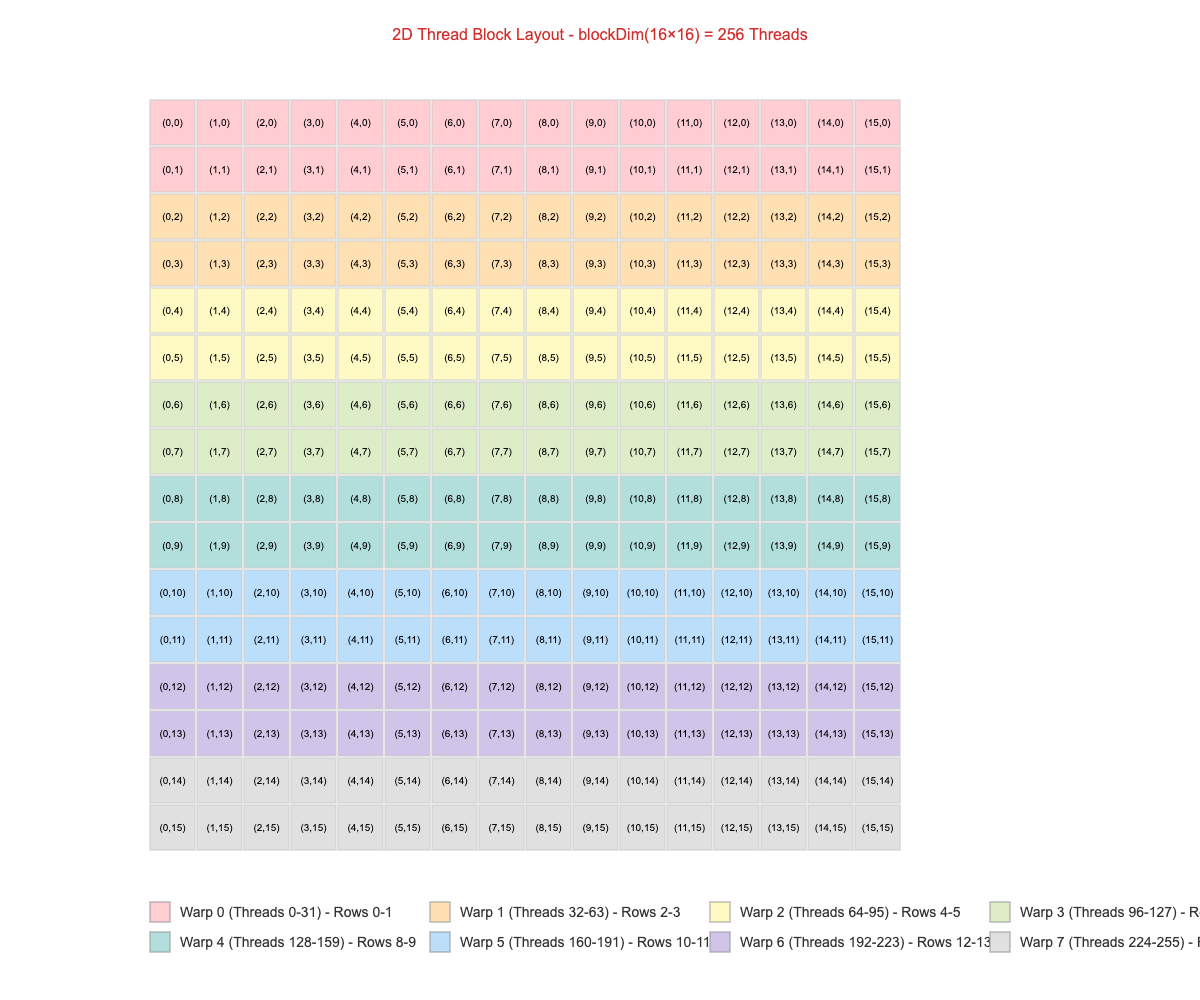 2D Thread Block Layout - blockDim(16×16) = 256 Threads
(0,0) (1,0) (2,0) (3,0) (4,0) (5,0) (6,0) (7,0) (8,0) (9,0) (10,0) (11,0) (12,0) (13,0) (14,0) (15,0)
(0,1) (1,1) (2,1) (3,1) (4,1) (5,1) (6,1) (7,1) (8,1) (9,1) (10,1) (11,1) (12,1) (13,1) (14,1) (15,1)
(0,2) (1,2) (2,2) (3,2) (4,2) (5,2) (6,2) (7,2) (8,2) (9,2) (10,2) (11,2) (12,2) (13,2) (14,2) (15,2)
(0,3) (1,3) (2,3) (3,3) (4,3) (5,3) (6,3) (7,3) (8,3) (9,3) (10,3) (11,3) (12,3) (13,3) (14,3) (15,3)
(0,4) (1,4) (2,4) (3,4) (4,4) (5,4) (6,4) (7,4) (8,4) (9,4) (10,4) (11,4) (12,4) (13,4) (14,4) (15,4)
(0,5) (1,5) (2,5) (3,5) (4,5) (5,5) (6,5) (7,5) (8,5) (9,5) (10,5) (11,5) (12,5) (13,5) (14,5) (15,5)
(0,6) (1,6) (2,6) (3,6) (4,6) (5,6) (6,6) (7,6) (8,6) (9,6) (10,6) (11,6) (12,6) (13,6) (14,6) (15,6)
(0,7) (1,7) (2,7) (3,7) (4,7) (5,7) (6,7) (7,7) (8,7) (9,7) (10,7) (11,7) (12,7) (13,7) (14,7) (15,7)
(0,8) (1,8) (2,8) (3,8) (4,8) (5,8) (6,8) (7,8) (8,8) (9,8) (10,8) (11,8) (12,8) (13,8) (14,8) (15,8)
(0,9) (1,9) (2,9) (3,9) (4,9) (5,9) (6,9) (7,9) (8,9) (9,9) (10,9) (11,9) (12,9) (13,9) (14,9) (15,9)
(0,10) (1,10) (2,10) (3,10) (4,10) (5,10) (6,10) (7,10) (8,10) (9,10) (10,10) (11,10) (12,10) (13,10) (14,10) (15,10)
(0,11) (1,11) (2,11) (3,11) (4,11) (5,11) (6,11) (7,11) (8,11) (9,11) (10,11) (11,11) (12,11) (13,11) (14,11) (15,11)
(0,12) (1,12) (2,12) (3,12) (4,12) (5,12) (6,12) (7,12) (8,12) (9,12) (10,12) (11,12) (12,12) (13,12) (14,12) (15,12)
(0,13) (1,13) (2,13) (3,13) (4,13) (5,13) (6,13) (7,13) (8,13) (9,13) (10,13) (11,13) (12,13) (13,13) (14,13) (15,13)
(0,14) (1,14) (2,14) (3,14) (4,14) (5,14) (6,14) (7,14) (8,14) (9,14) (10,14) (11,14) (12,14) (13,14) (14,14) (15,14)
(0,15) (1,15) (2,15) (3,15) (4,15) (5,15) (6,15) (7,15) (8,15) (9,15) (10,15) (11,15) (12,15) (13,15) (14,15) (15,15)
Warp 0 (Threads 0-31) - Rows 0-1 Warp 1 (Threads 32-63) - Rows 2-3 Warp 2 (Threads 64-95) - Rows 4-5 Warp 3 (Threads 96-127) -
Warp 4 (Threads 128-159) - Rows 8-9 Warp 5 (Threads 160-191) - Rows 10-11 Warp 6 (Threads 192-223) - Rows 12-13 Warp 7 (Threads 224-255) -